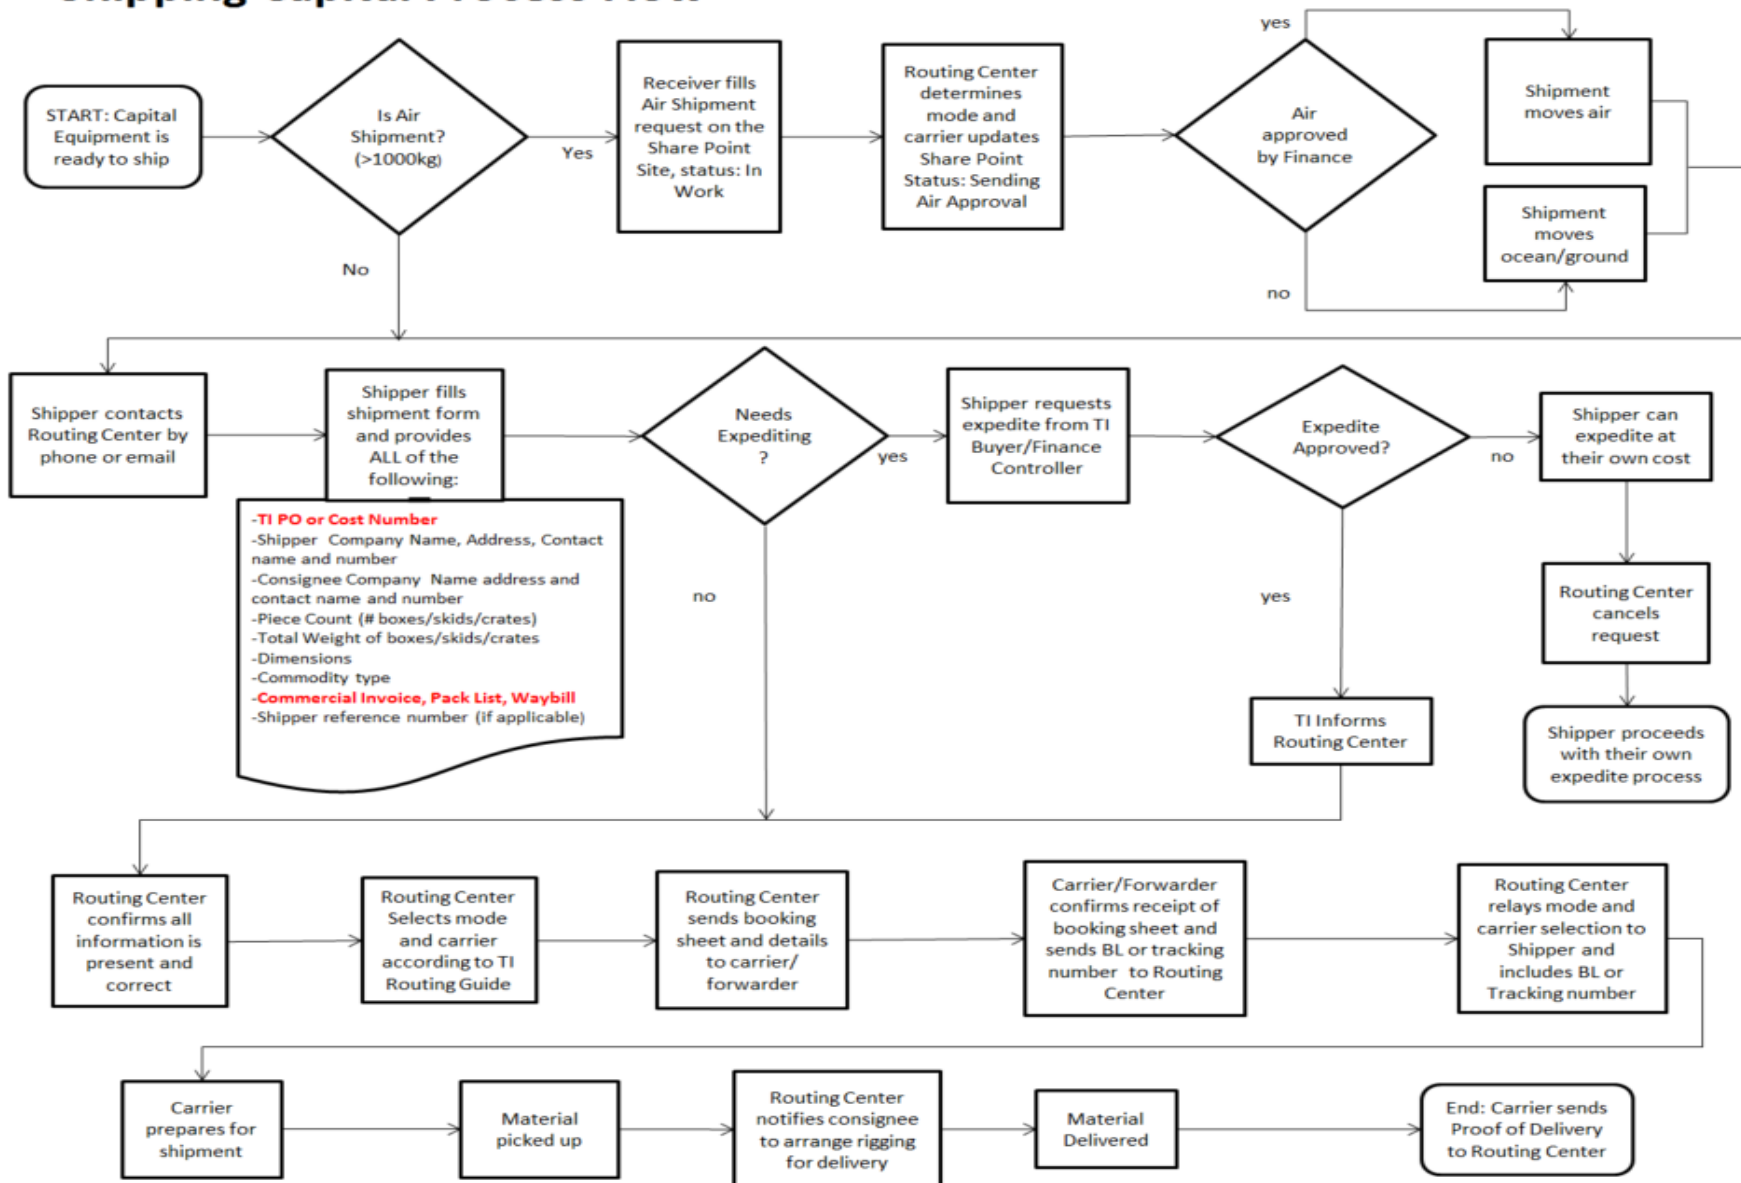 Shipping Capital Process Flow
START: Capital
Equipment is
ready to ship
Is Air
Shipment?
(>1000kg)
Yes
No
Receiver fills
Air Shipment
request on the
Share Point
Site, status: In
Work
Routing Center
determines
mode and
carrier updates
Share Point
Status: Sending
Air Approval
Air
approved
by Finance
yes
no
Shipment
moves air
Shipment
moves
ocean/ground
Shipper contacts
Routing Center by
phone or email
Shipper fills
shipment form
and provides
ALL of the
following:
-TI PO or Cost Number
-Shipper Company Name, Address, Contact
name and number
-Consignee Company Name address and
contact name and number
-Piece Count (# boxes/skids/crates)
-Total Weight of boxes/skids/crates
-Dimensions
-Commodity type
-Commercial Invoice, Pack List, Waybill
-Shipper reference number (if applicable)
Needs
Expediting
?
yes
no
Shipper requests
expedite from TI
Buyer/Finance
Controller
Expedite
Approved?
no
yes
Shipper can
expedite at
their own cost
Routing Center
cancels
request
Shipper proceeds
with their own
expedite process
TI Informs
Routing Center
Routing Center
confirms all
information is
present and
correct
Routing Center
Selects mode
and carrier
according to TI
Routing Guide
Routing Center
sends booking
sheet and details
to carrier/
forwarder
Carrier/Forwarder
confirms receipt of
booking sheet and
sends BL or tracking
number to Routing
Center
Routing Center
relays mode and
carrier selection to
Shipper and
includes BL or
Tracking number
Carrier
prepares for
shipment
Material
picked up
Routing Center
notifies consignee
to arrange rigging
for delivery
Material
Delivered
End: Carrier sends
Proof of Delivery
to Routing Center